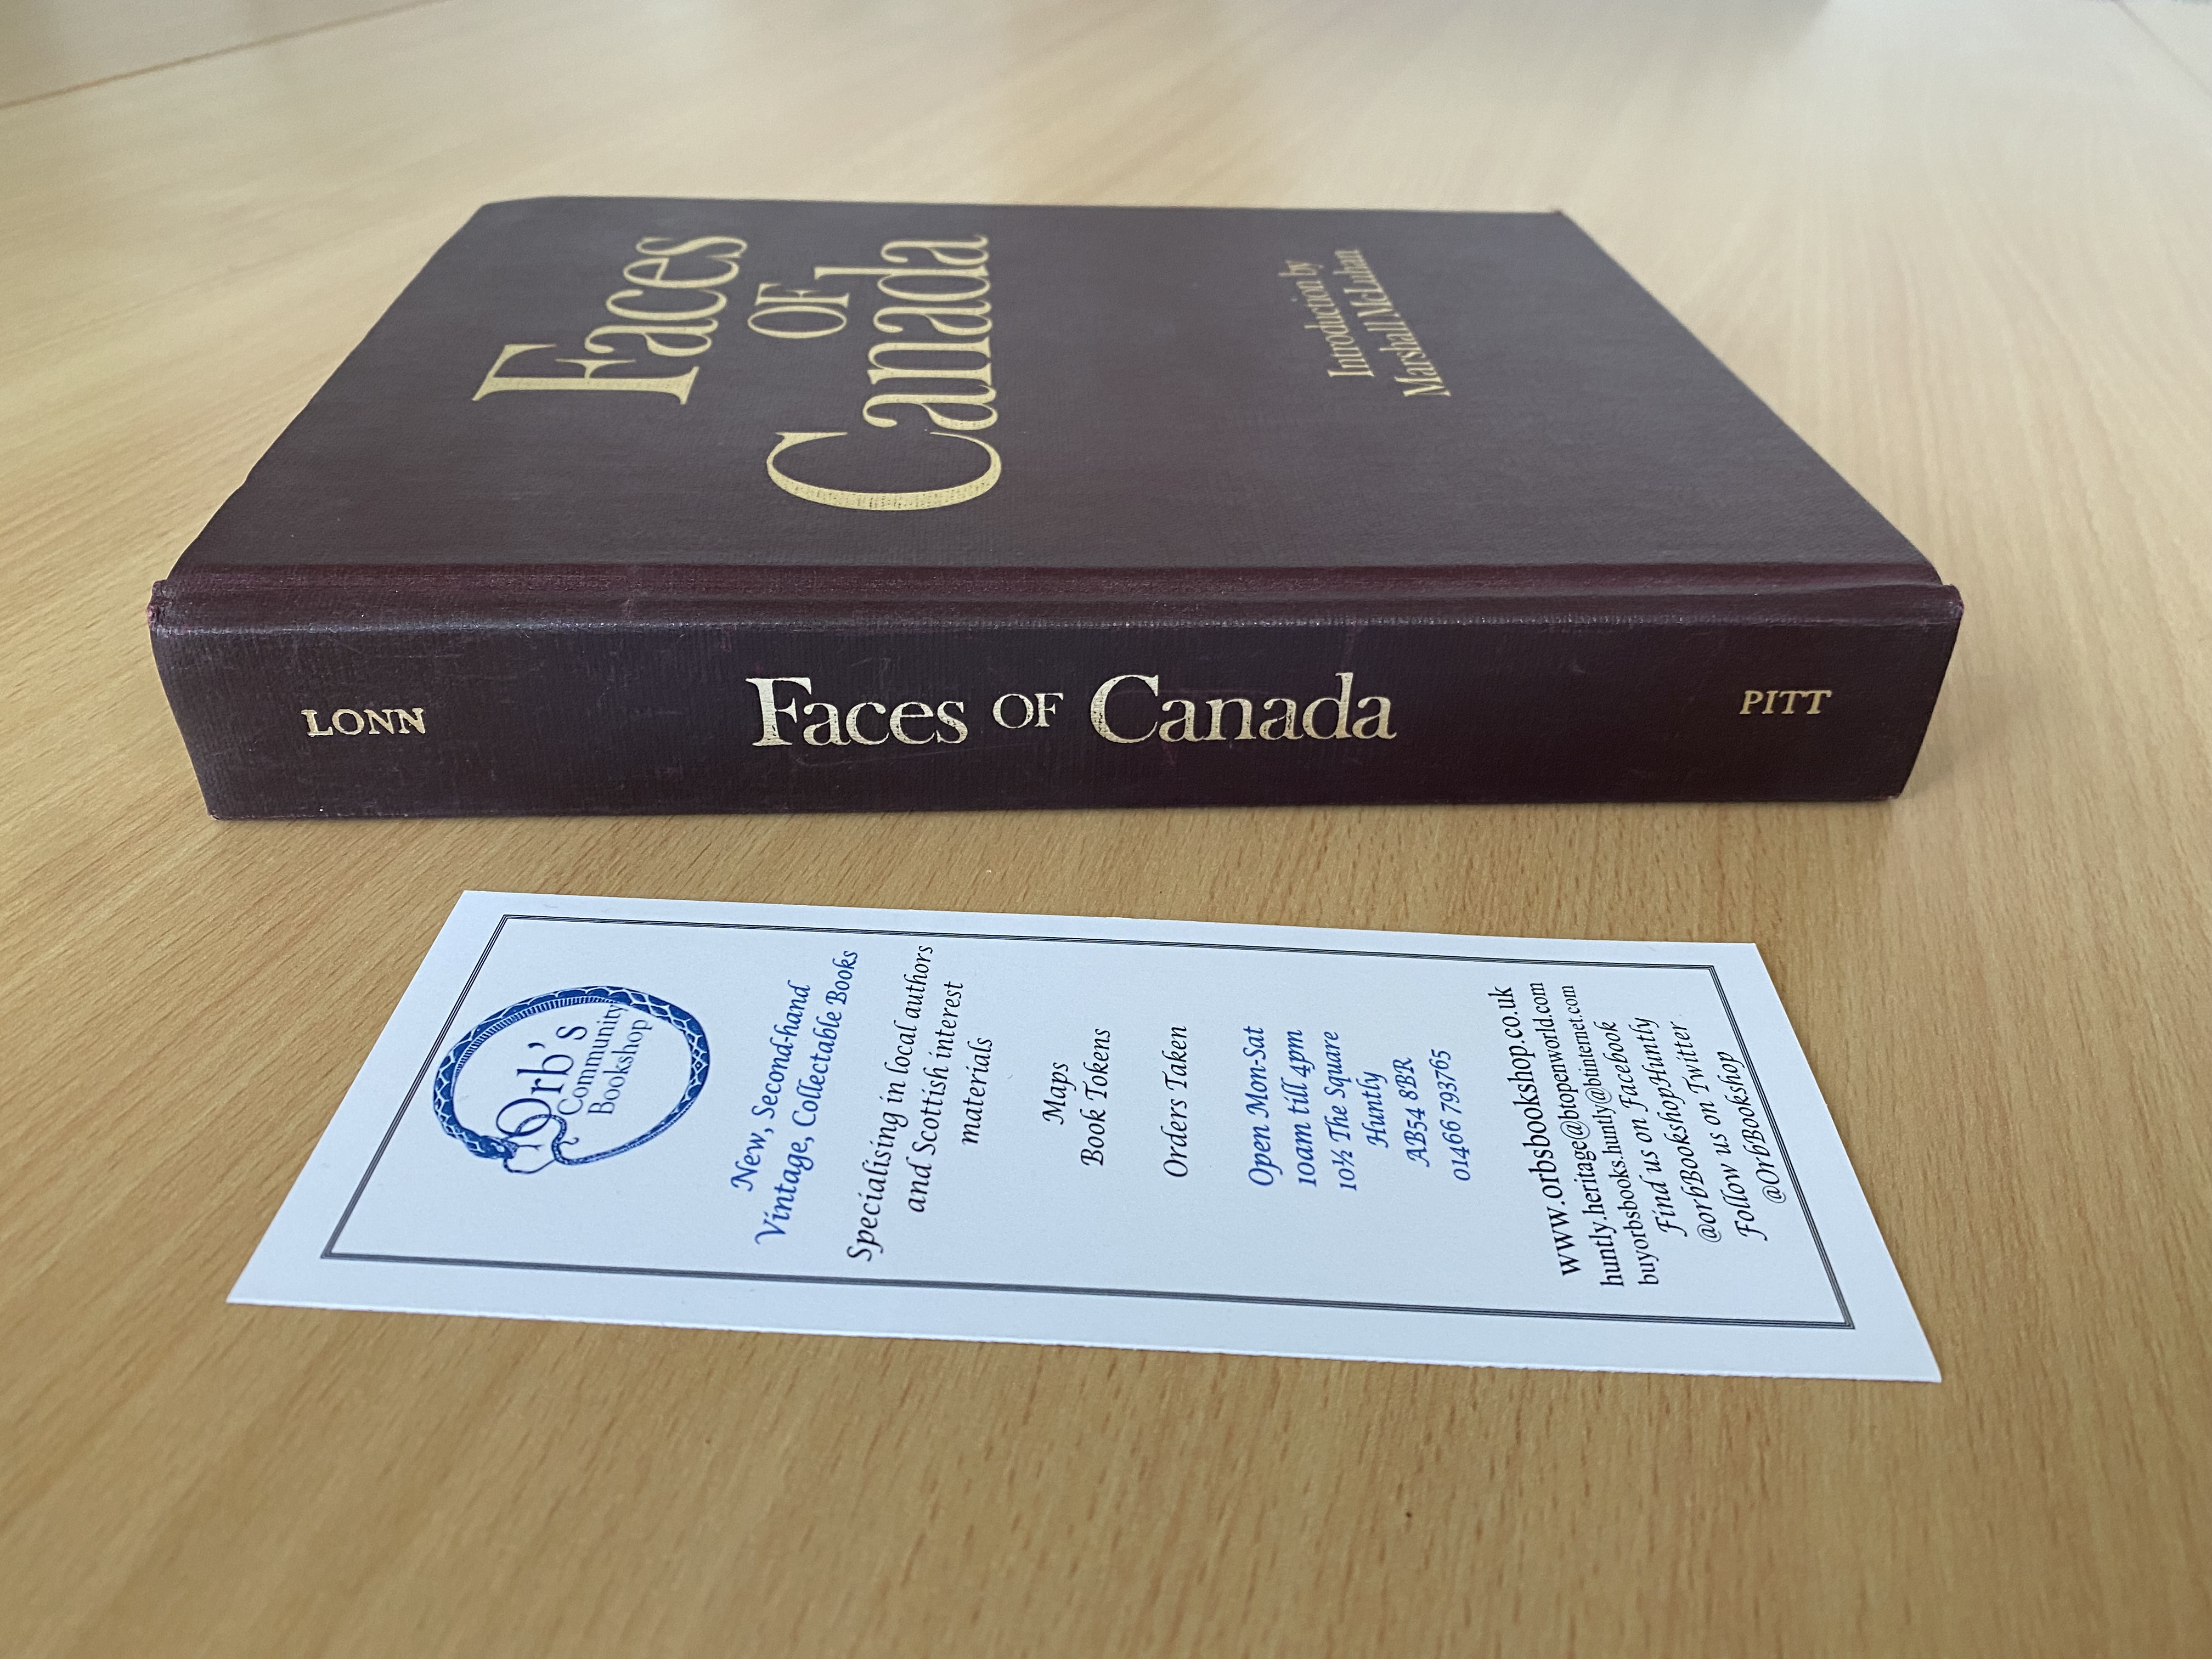 Faces
OF
Canada
Introduction by
Marshall McLuhan
LONN
Faces OF Canada
PITT
Orb's
Community
Bookshop
New, Second-hand
Vintage, Collectable Books
Specialising in local authors
and Scottish interest
materials
Maps
Book Tokens
Orders Taken
Open Mon-Sat
10am till 4pm
10½ The Square
Huntly
AB54 8BR
01466 793765
www.orbsbookshop.co.uk
huntly.heritage@btopenworld.com
buyorbsbooks.huntly@btinternet.com
Find us on Facebook
@orbBookshopHuntly
Follow us on Twitter
@OrbBookshop